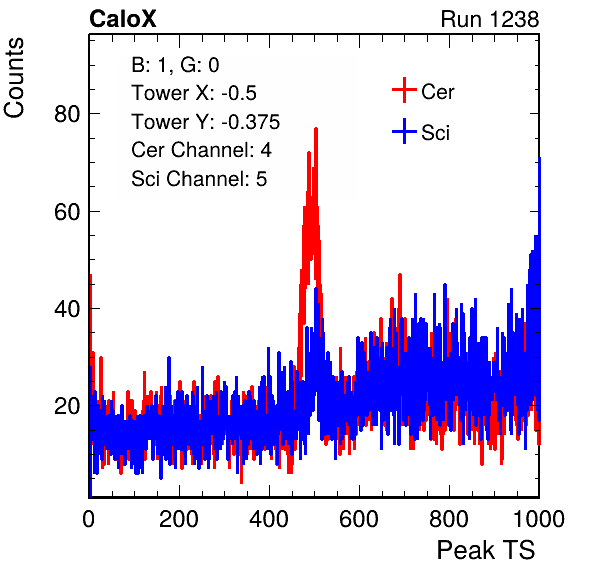 CaloX Run 1238
Counts
B: 1, G: 0
Tower X: -0.5
Tower Y: -0.375
Cer Channel: 4
Sci Channel: 5
Cer
Sci
80
60
40
20
0 200 400 600 800 1000
Peak TS